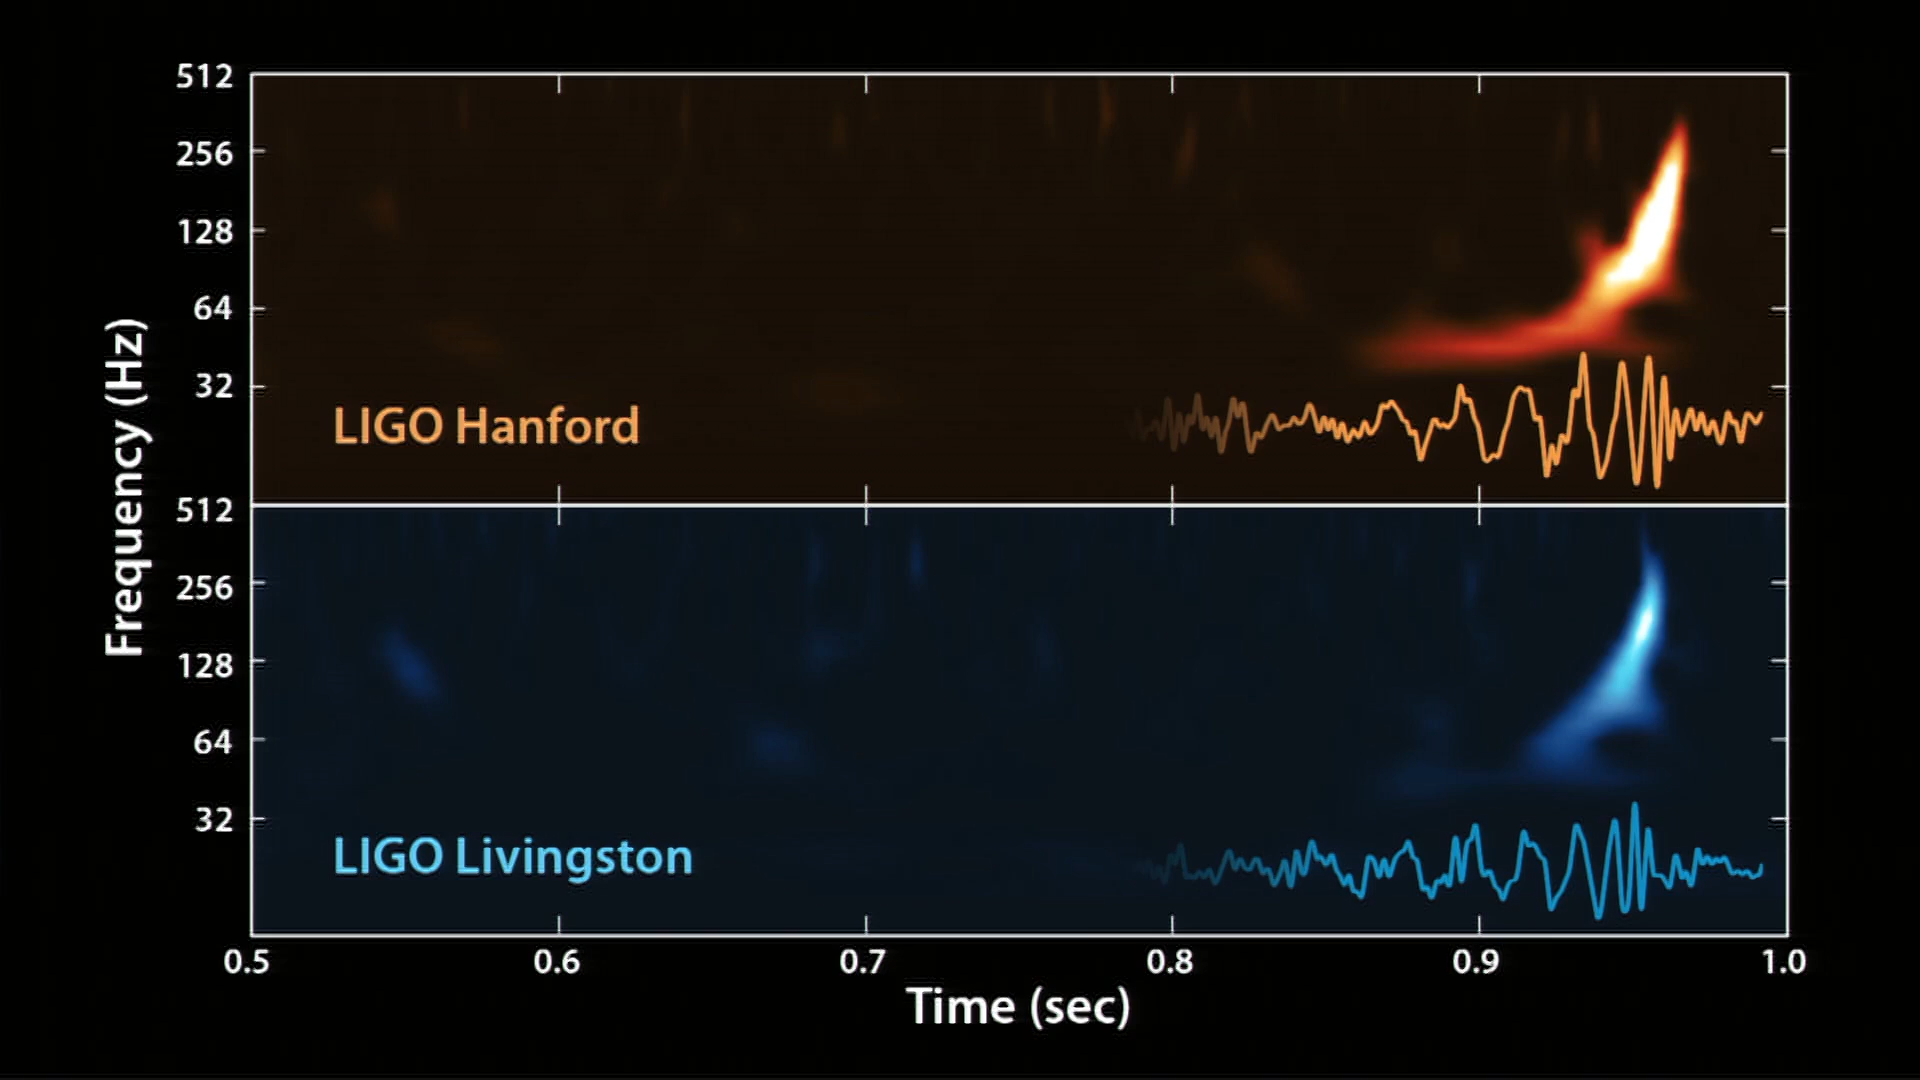 Frequency (Hz)
512
256
128
64
32
LIGO Hanford
512
256
128
64
32
LIGO Livingston
0.5 0.6 0.7 0.8 0.9 1.0
Time (sec)